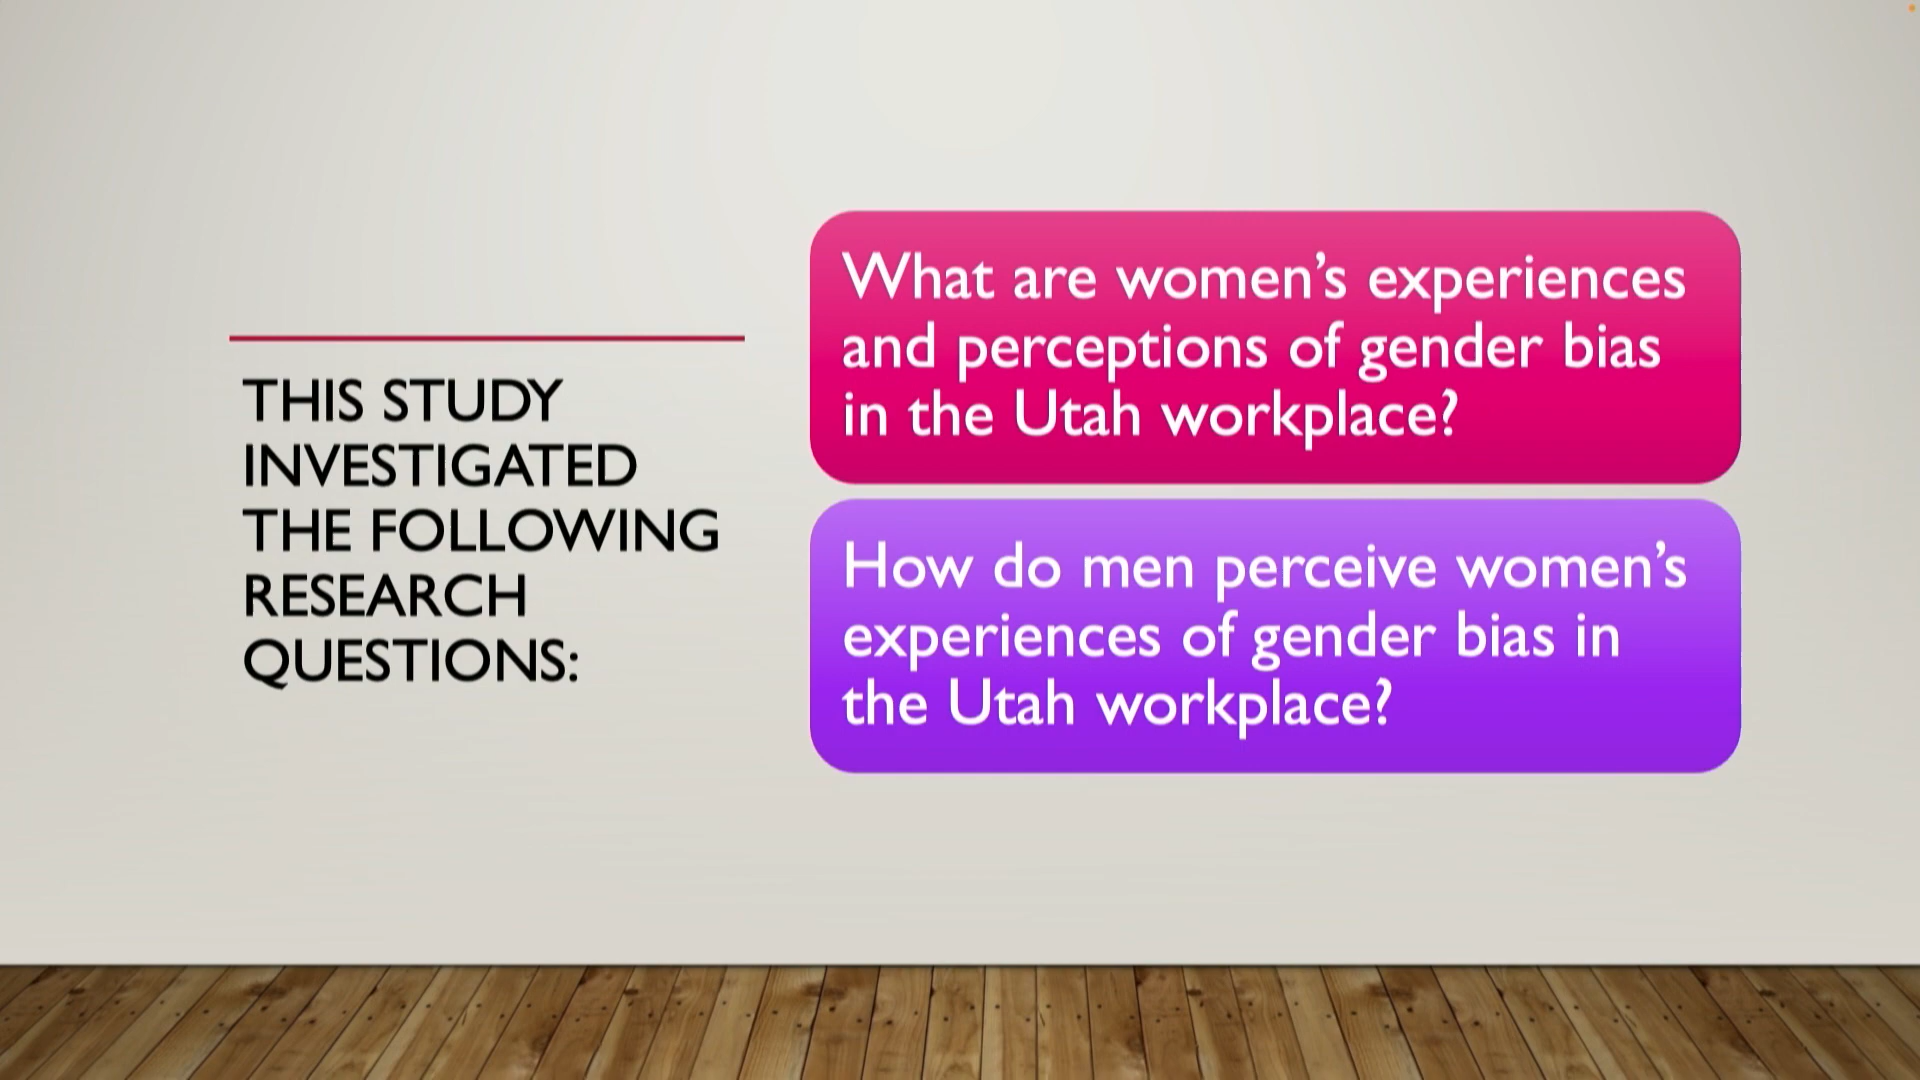 THIS STUDY
INVESTIGATED
THE FOLLOWING
RESEARCH
QUESTIONS:
What are women’s experiences
and perceptions of gender bias
in the Utah workplace?
How do men perceive women’s
experiences of gender bias in
the Utah workplace?